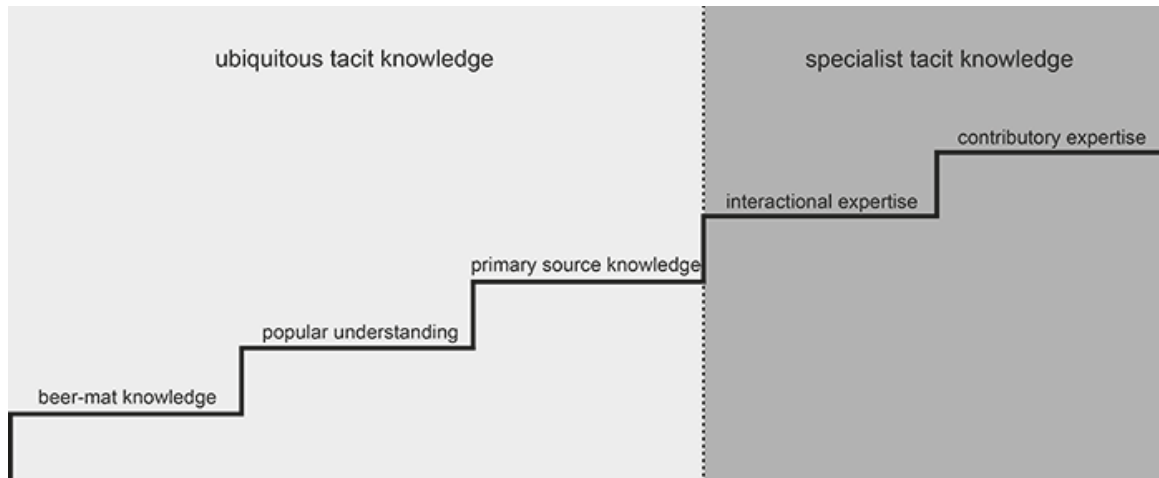 ubiquitous tacit knowledge
specialist tacit knowledge
contributory expertise
interactional expertise
primary source knowledge
popular understanding
beer-mat knowledge